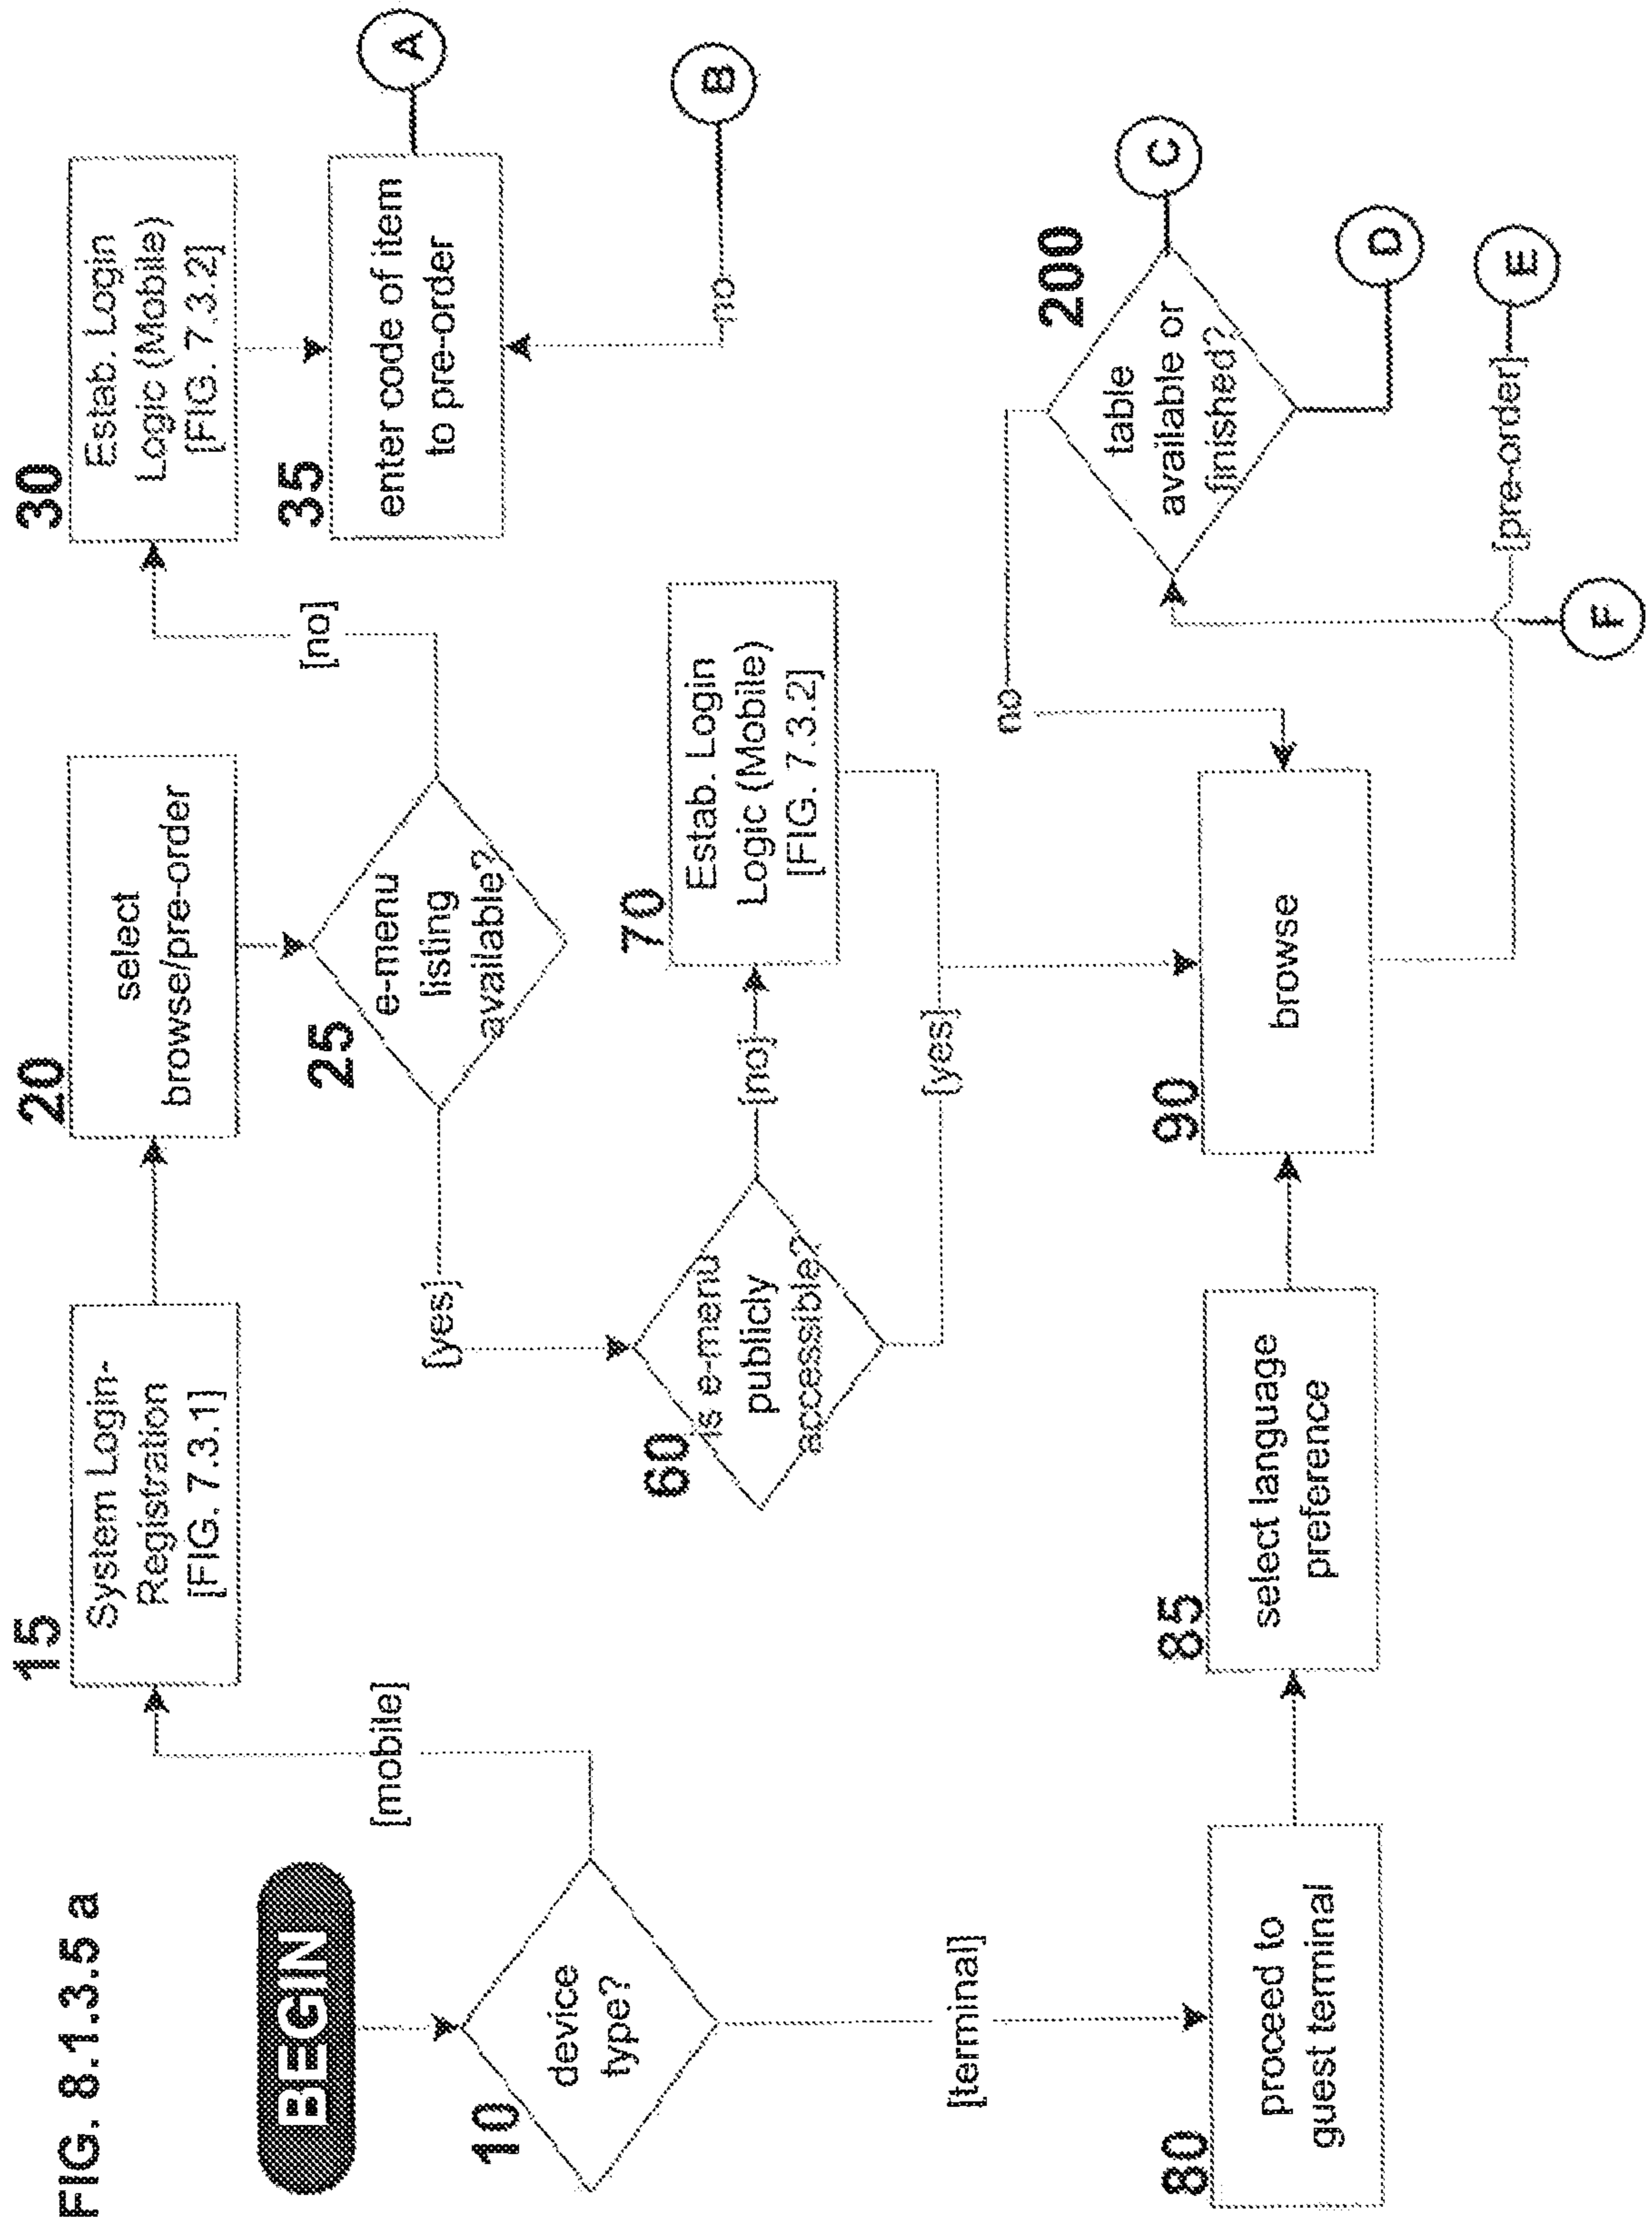 FIG. 8.1.3.5 a
BEGIN
10
device
type?
[mobile]
[terminal]
15
System Login-
Registration
[FIG. 7.3.1]
20
select
browse/pre-order
25
e-menu
listing
available?
[no]
[yes]
30
Estab. Login
Logic (Mobile)
[FIG. 7.3.2]
35
enter code of item
to pre-order
A
B
no
60
is e-menu
publicly
accessible?
[no]
[yes]
70
Estab. Login
Logic (Mobile)
[FIG. 7.3.2]
80
proceed to
guest terminal
85
select language
preference
90
browse
no
200
table
available or
finished?
C
D
[pre-order]
E
F